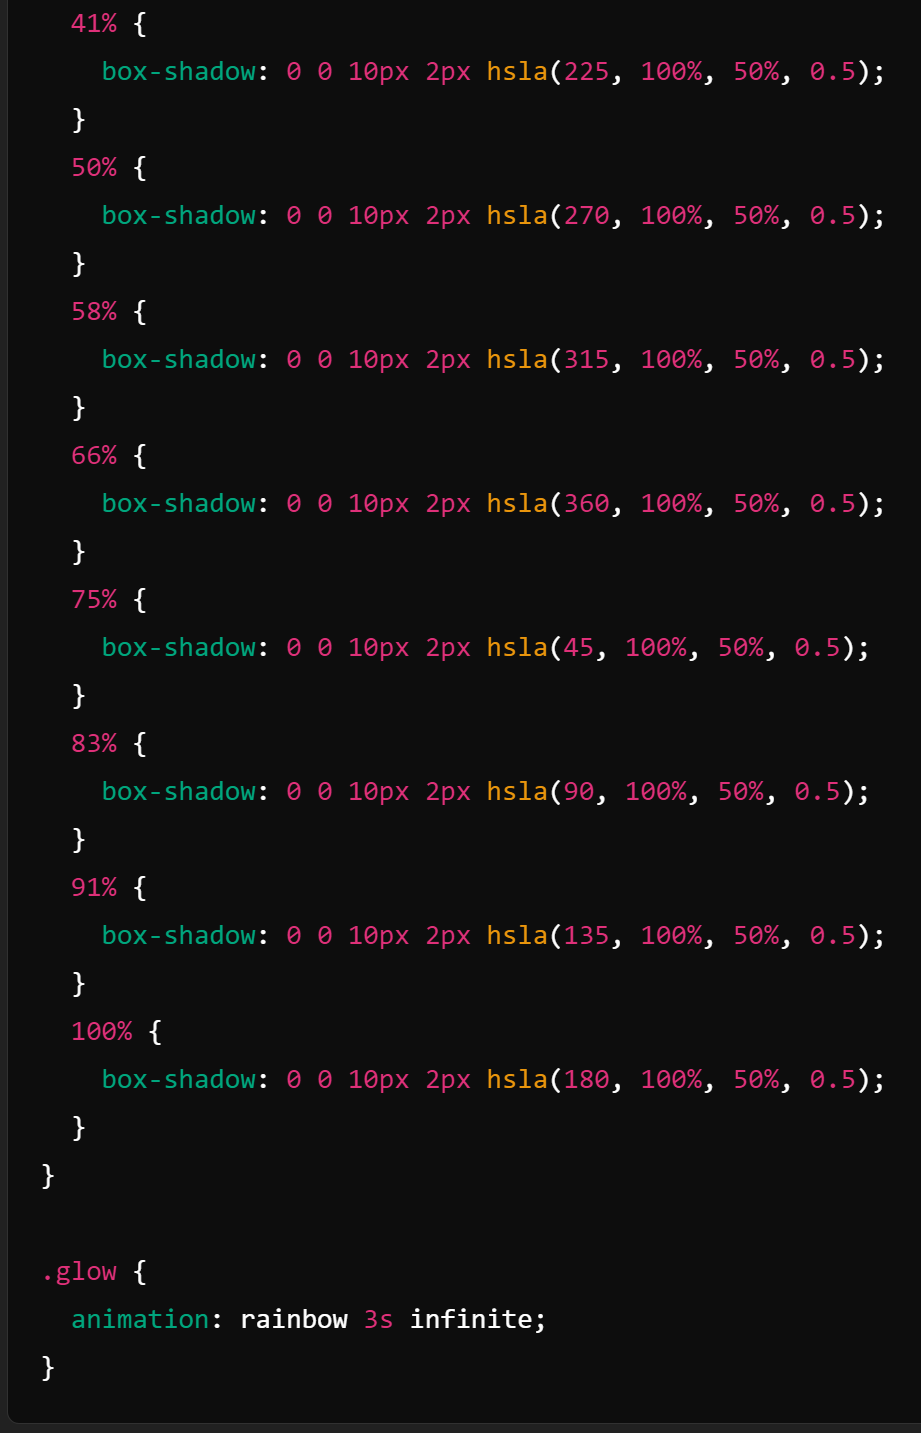 41% {
box-shadow: 0 0 10px 2px hsla(225, 100%, 50%, 0.5);
}
50% {
box-shadow: 0 0 10px 2px hsla(270, 100%, 50%, 0.5);
}
58% {
box-shadow: 0 0 10px 2px hsla(315, 100%, 50%, 0.5);
}
66% {
box-shadow: 0 0 10px 2px hsla(360, 100%, 50%, 0.5);
}
75% {
box-shadow: 0 0 10px 2px hsla(45, 100%, 50%, 0.5);
}
83% {
box-shadow: 0 0 10px 2px hsla(90, 100%, 50%, 0.5);
}
91% {
box-shadow: 0 0 10px 2px hsla(135, 100%, 50%, 0.5);
}
100% {
box-shadow: 0 0 10px 2px hsla(180, 100%, 50%, 0.5);
}
}
.glow {
animation: rainbow 3s infinite;
}